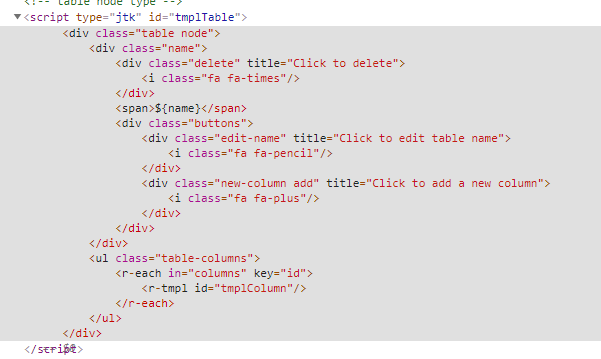 <!-- table node type -->
▼<script type="jtk" id="tmplTable">
<div class="table node">
<div class="name">
<div class="delete" title="Click to delete">
<i class="fa fa-times"/>
</div>
<span>${name}</span>
<div class="buttons">
<div class="edit-name" title="Click to edit table name">
<i class="fa fa-pencil"/>
</div>
<div class="new-column add" title="Click to add a new column">
<i class="fa fa-plus"/>
</div>
</div>
</div>
<ul class="table-columns">
<r-each in="columns" key="id">
<r-tmpl id="tmplColumn"/>
</r-each>
</ul>
</div>
</script>